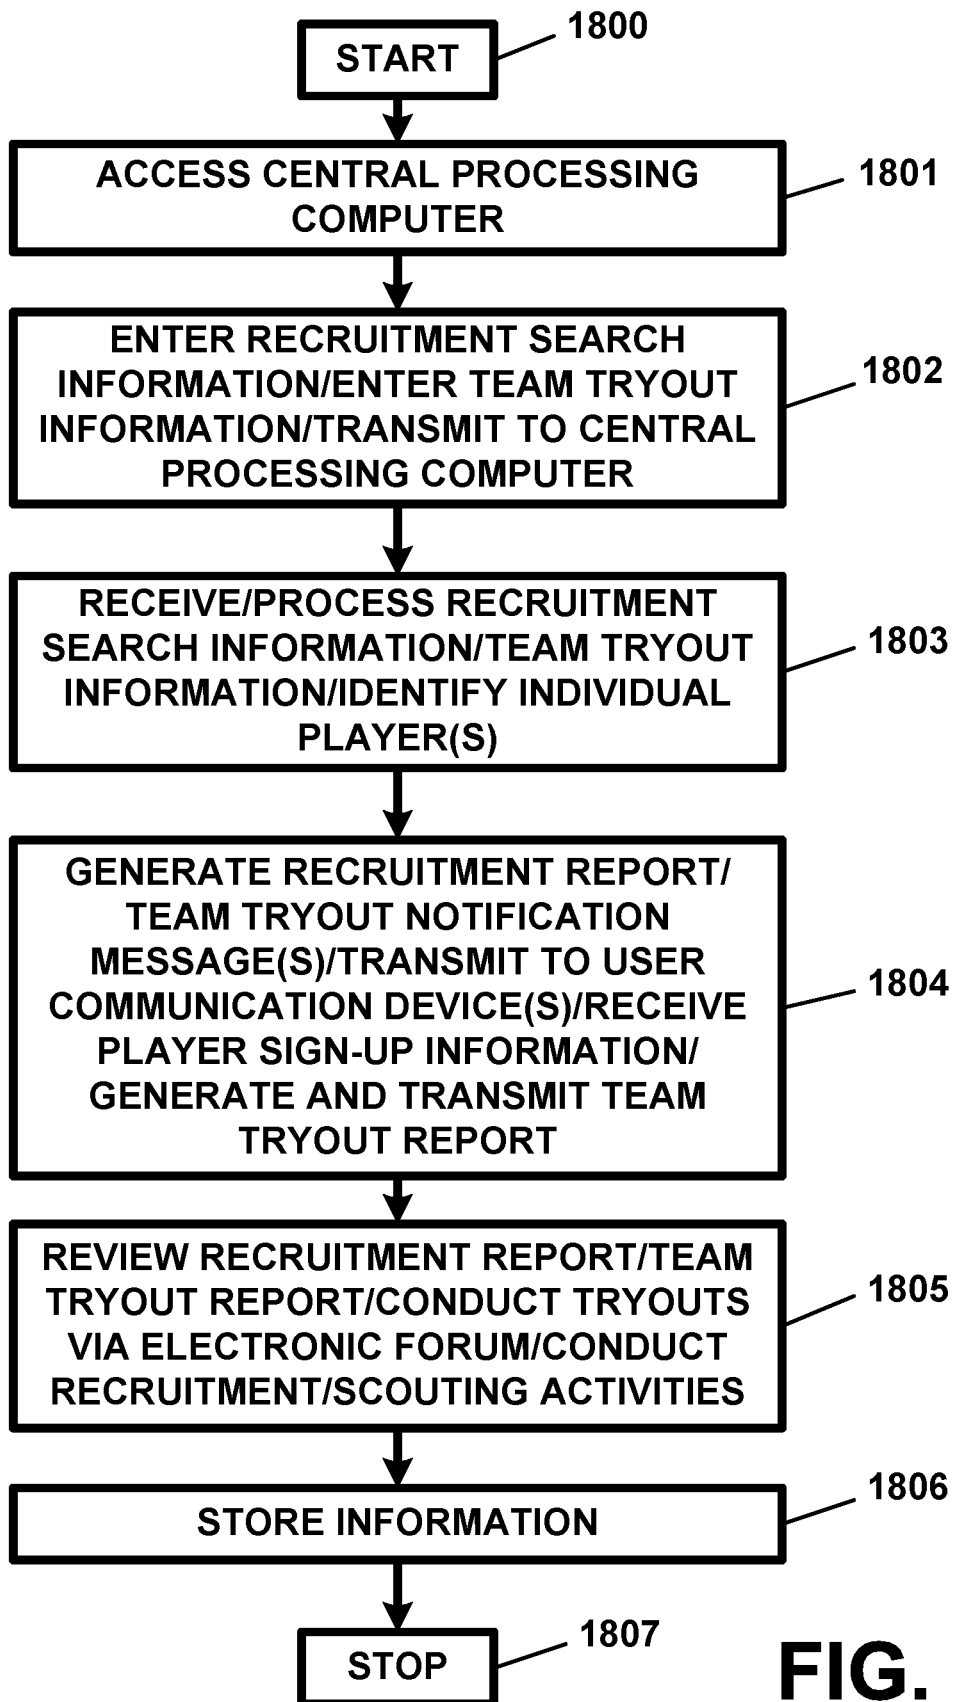 START
1800
ACCESS CENTRAL PROCESSING
COMPUTER
1801
ENTER RECRUITMENT SEARCH
INFORMATION/ENTER TEAM TRYOUT
INFORMATION/TRANSMIT TO CENTRAL
PROCESSING COMPUTER
1802
RECEIVE/PROCESS RECRUITMENT
SEARCH INFORMATION/TEAM TRYOUT
INFORMATION/IDENTIFY INDIVIDUAL
PLAYER(S)
1803
GENERATE RECRUITMENT REPORT/
TEAM TRYOUT NOTIFICATION
MESSAGE(S)/TRANSMIT TO USER
COMMUNICATION DEVICE(S)/RECEIVE
PLAYER SIGN-UP INFORMATION/
GENERATE AND TRANSMIT TEAM
TRYOUT REPORT
1804
REVIEW RECRUITMENT REPORT/TEAM
TRYOUT REPORT/CONDUCT TRYOUTS
VIA ELECTRONIC FORUM/CONDUCT
RECRUITMENT/SCOUTING ACTIVITIES
1805
STORE INFORMATION
1806
STOP
1807
FIG.